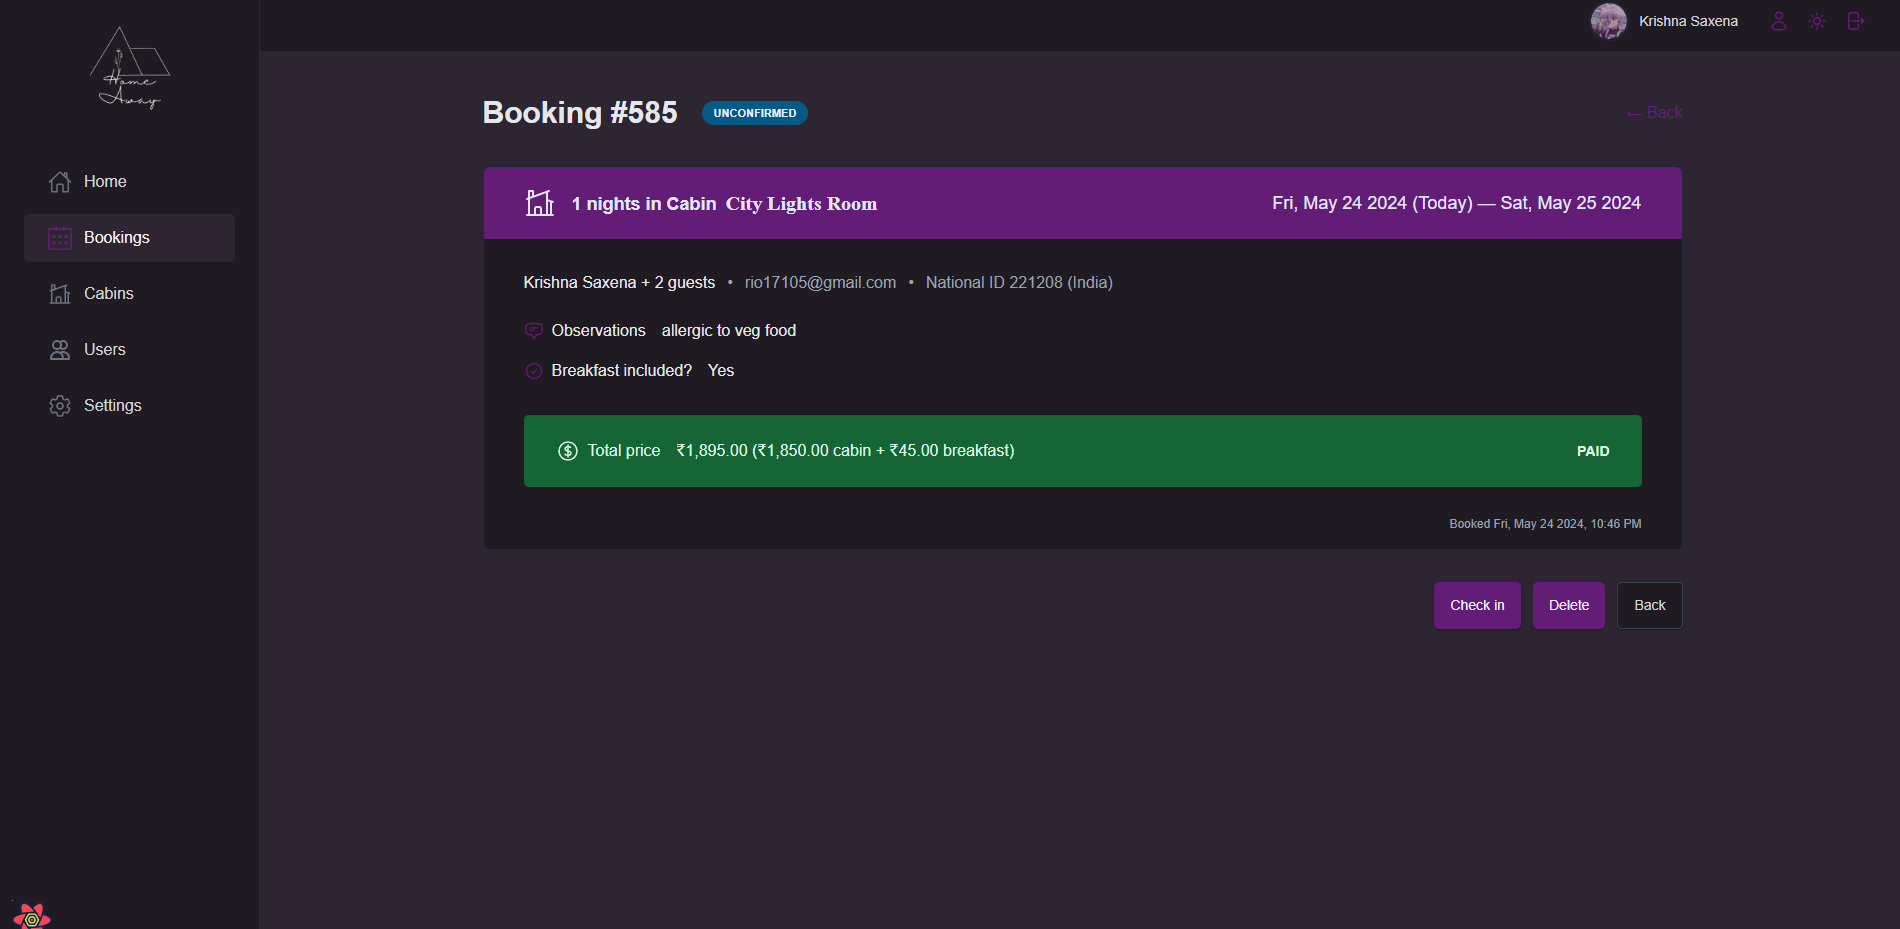 Home
Away
Home
Bookings
Cabins
Users
Settings
Krishna Saxena
Booking #585 UNCONFIRMED
← Back
1 nights in Cabin City Lights Room
Fri, May 24 2024 (Today) — Sat, May 25 2024
Krishna Saxena + 2 guests • rio17105@gmail.com • National ID 221208 (India)
Observations allergic to veg food
Breakfast included? Yes
Total price ₹1,895.00 (₹1,850.00 cabin + ₹45.00 breakfast)
PAID
Booked Fri, May 24 2024, 10:46 PM
Check in Delete Back